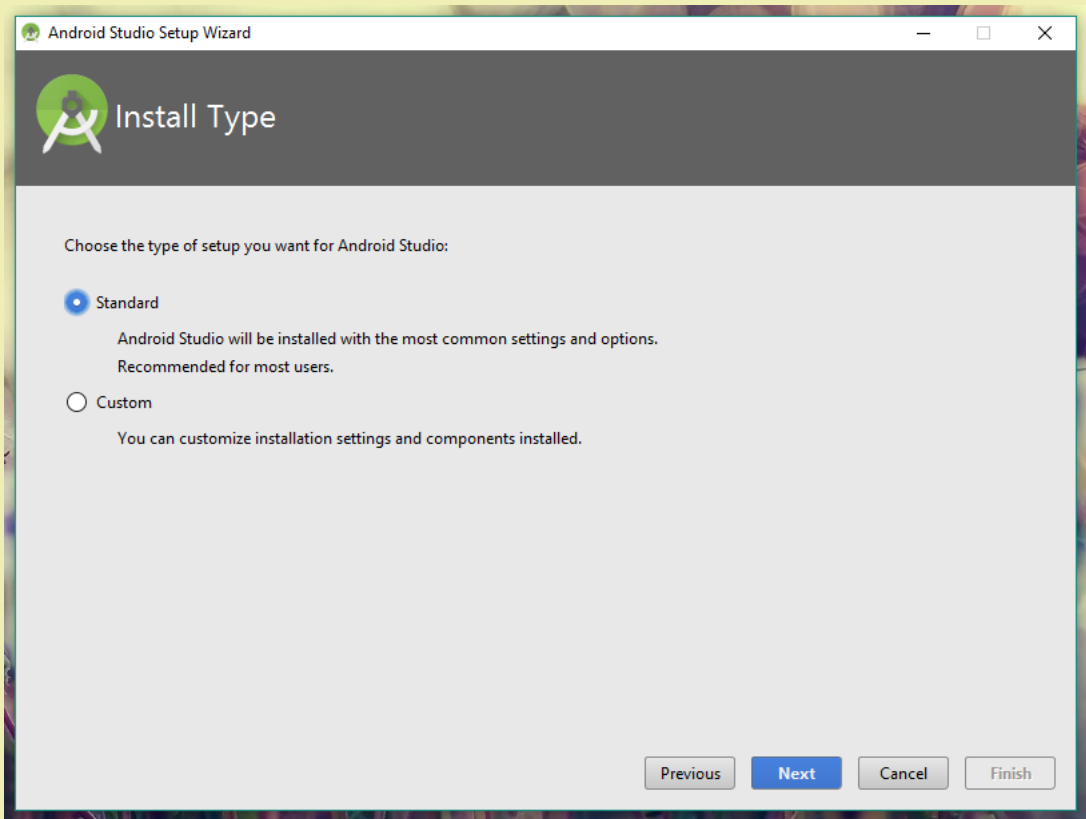 Android Studio Setup Wizard
Install Type
Choose the type of setup you want for Android Studio:
Standard
Android Studio will be installed with the most common settings and options.
Recommended for most users.
Custom
You can customize installation settings and components installed.
Previous Next Cancel Finish